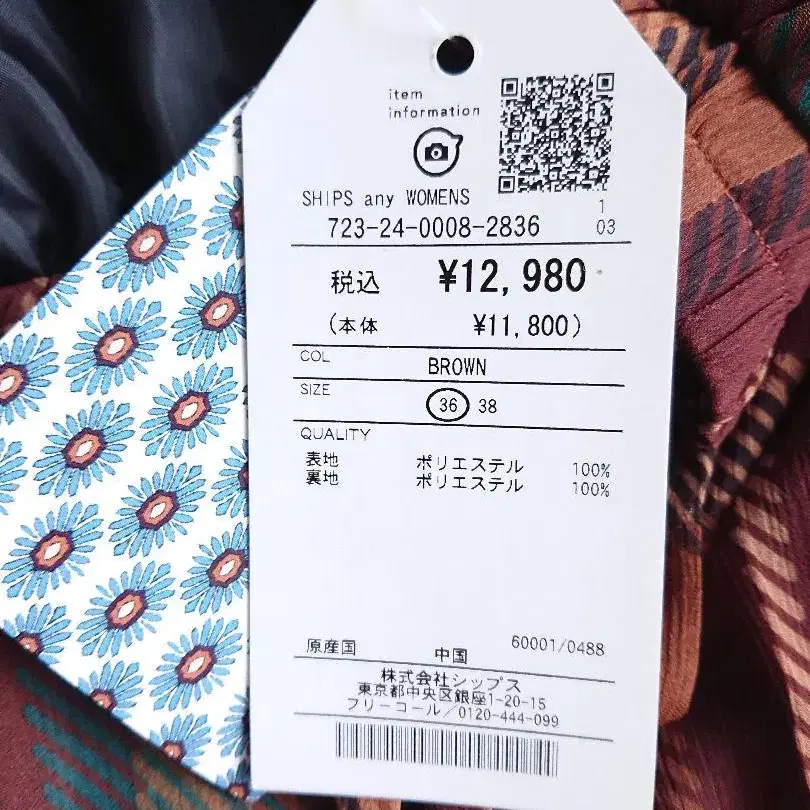 item
information
SHIPS any WOMENS 1
723-24-0008-2836 03
税込 ¥12,980
(本体 ¥11,800)
COL
BROWN
SIZE
36 38
QUALITY
表地 ポリエステル 100%
裏地 ポリエステル 100%
原産国 中国 60001/0488
株式会社シップス
東京都中央区銀座1-20-15
フリーコール/0120-444-099